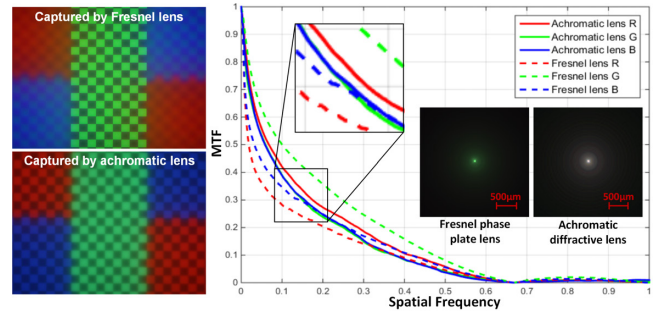 Captured by Fresnel lens
Captured by achromatic lens
MTF
1
0.9
0.8
0.7
0.6
0.5
0.4
0.3
0.2
0.1
0
0
0.1
0.2
0.3
0.4
0.5
0.6
0.7
0.8
0.9
1
Spatial Frequency
Achromatic lens R
Achromatic lens G
Achromatic lens B
Fresnel lens R
Fresnel lens G
Fresnel lens B
500μm
500μm
Fresnel phase
plate lens
Achromatic
diffractive lens